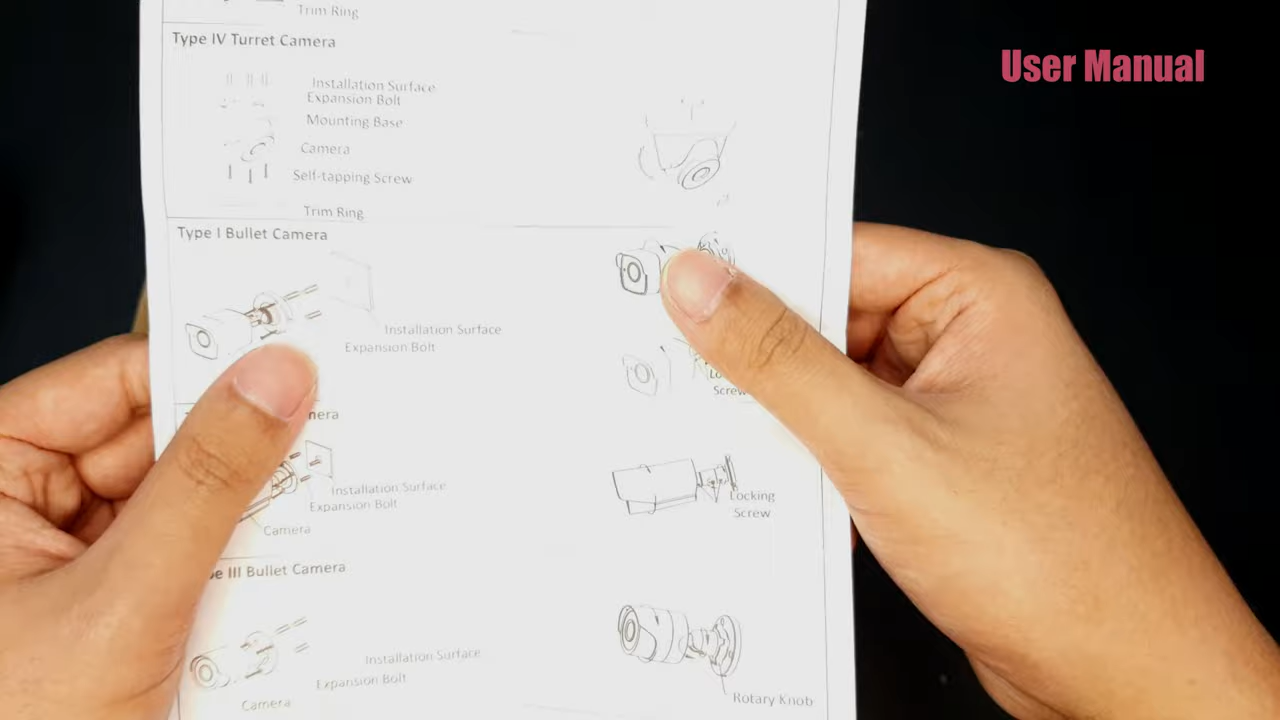 Trim Ring
User Manual
Type IV Turret Camera
Installation Surface
Expansion Bolt
Mounting Base
Camera
Self-tapping Screw
Trim Ring
Type I Bullet Camera
Installation Surface
Expansion Bolt
Screw
Installation Surface
Expansion Bolt
Camera
Locking
Screw
III Bullet Camera
Installation Surface
Expansion Bolt
Camera
Rotary Knob